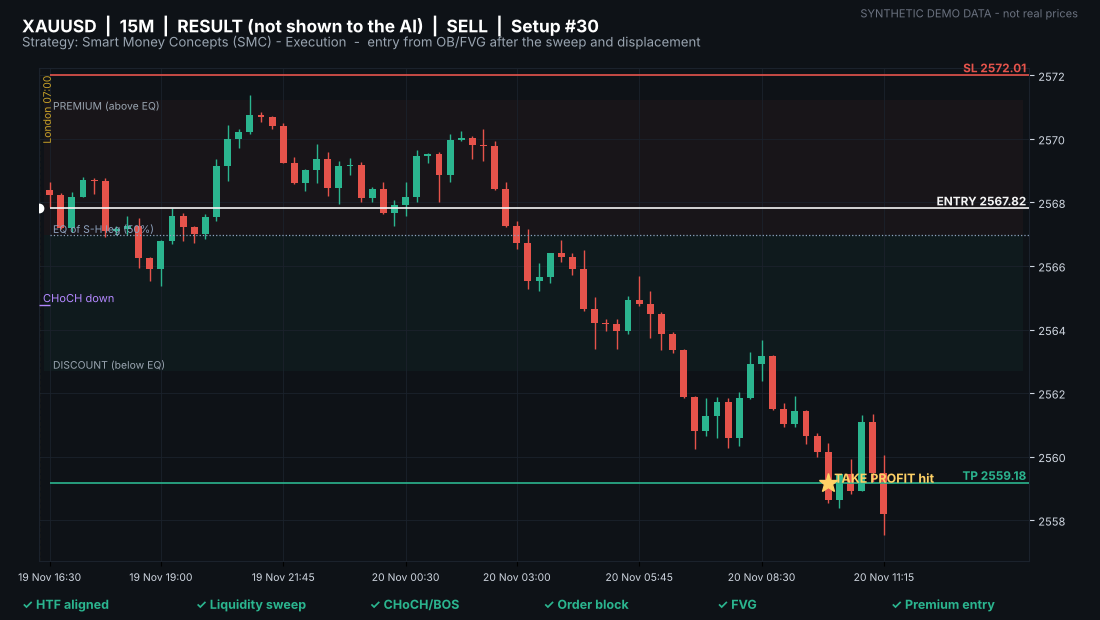 XAUUSD | 15M | RESULT (not shown to the AI) | SELL | Setup #30
SYNTHETIC DEMO DATA - not real prices
Strategy: Smart Money Concepts (SMC) - Execution - entry from OB/FVG after the sweep and displacement
SL 2572.01
2572
London 07:00
PREMIUM (above EQ)
2570
ENTRY 2567.82
2568
EQ of S-H leg (50%)
2566
CHoCH down
2564
DISCOUNT (below EQ)
2562
2560
TAKE PROFIT hit
TP 2559.18
2558
19 Nov 16:30
19 Nov 19:00
19 Nov 21:45
20 Nov 00:30
20 Nov 03:00
20 Nov 05:45
20 Nov 08:30
20 Nov 11:15
✓ HTF aligned
✓ Liquidity sweep
✓ CHoCH/BOS
✓ Order block
✓ FVG
✓ Premium entry